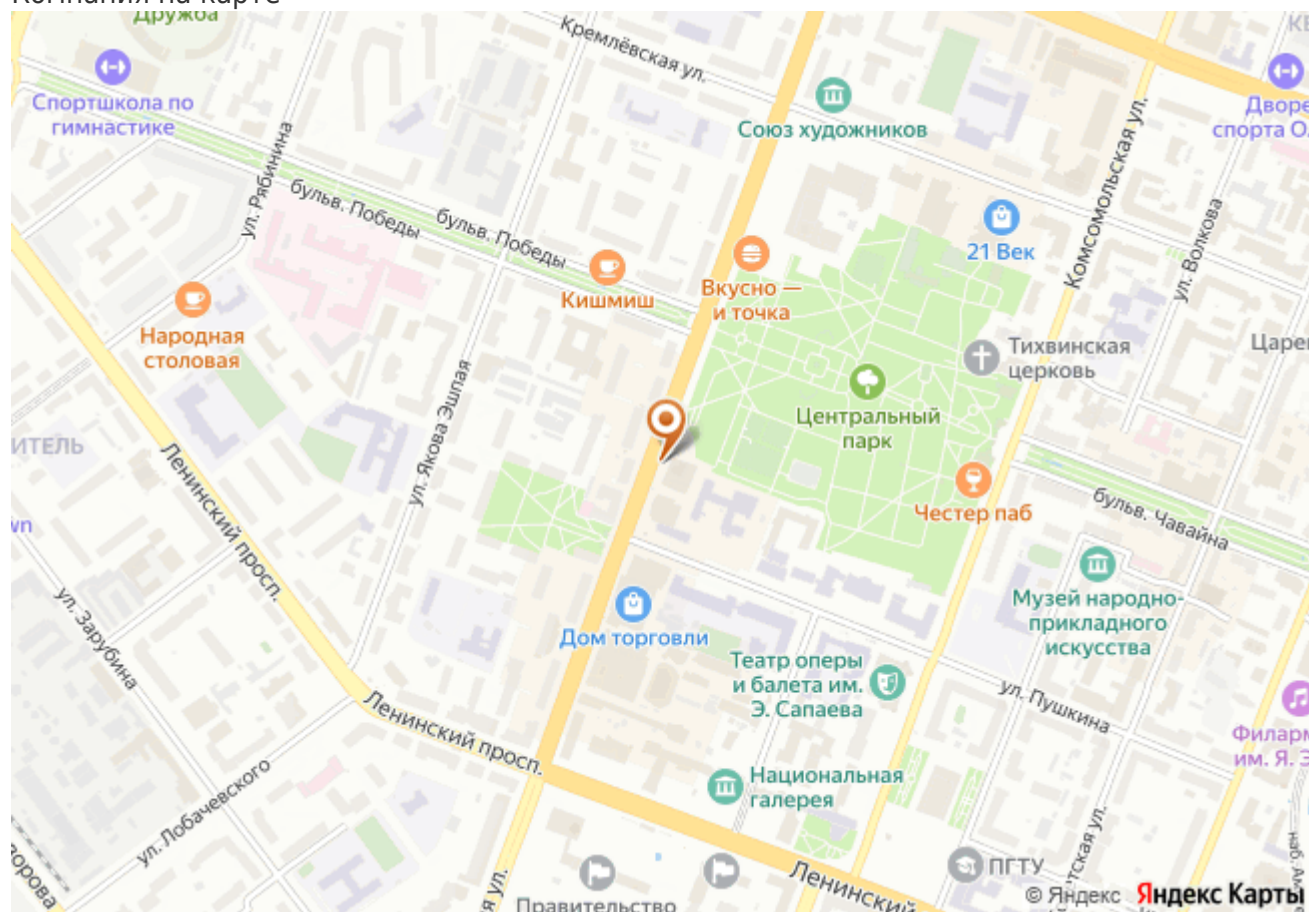 Компания на карте
Дружба
Кремлёвская ул.
Спортшкола по
гимнастике
Союз художников
Комсомольская ул.
спорта О.
ул. Рябинина
ул. Волкова
бульв. Победы
бульв. Победы
21 Век
Кишмиш
Вкусно —
и точка
Народная
столовая
Тихвинская
церковь
Центральный
парк
ул. Якова Эшпая
Ленинский просп.
Честер паб
бульв. Чавайна
ул. Зарубина
Дом торговли
Музей народно-
прикладного
искусства
Театр оперы
и балета им.
Э. Сапаева
ул. Пушкина
Ленинский просп.
им. Я. Э
Национальная
галерея
ул. Лобачевского
ПГТУ
Ленинский
Правительство
© Яндекс Яндекс Карты